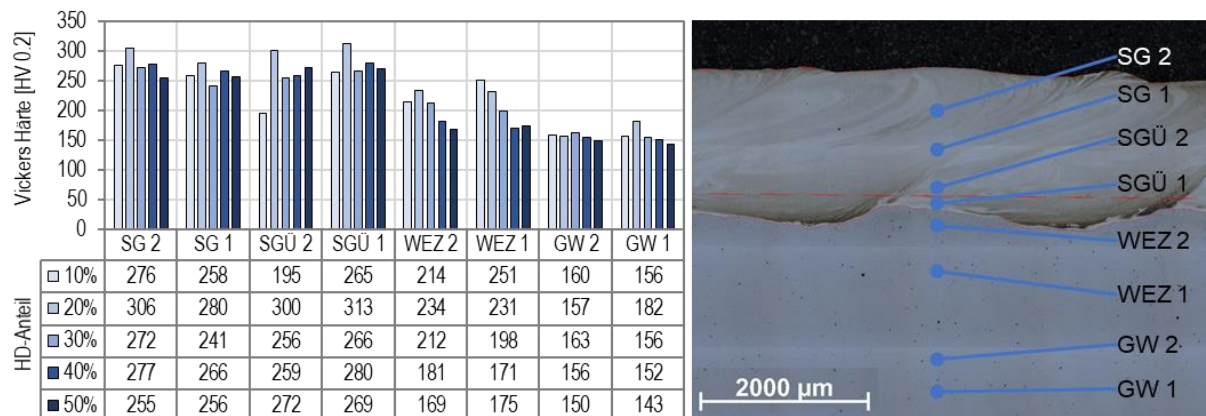 Vickers Härte [HV 0.2]
350
300
250
200
150
100
50
0
SG 2 SG 1 SGÜ 2 SGÜ 1 WEZ 2 WEZ 1 GW 2 GW 1
HD-Anteil
10% 276 258 195 265 214 251 160 156
20% 306 280 300 313 234 231 157 182
30% 272 241 256 266 212 198 163 156
40% 277 266 259 280 181 171 156 152
50% 255 256 272 269 169 175 150 143
SG 2
SG 1
SGÜ 2
SGÜ 1
WEZ 2
WEZ 1
GW 2
GW 1
2000 µm